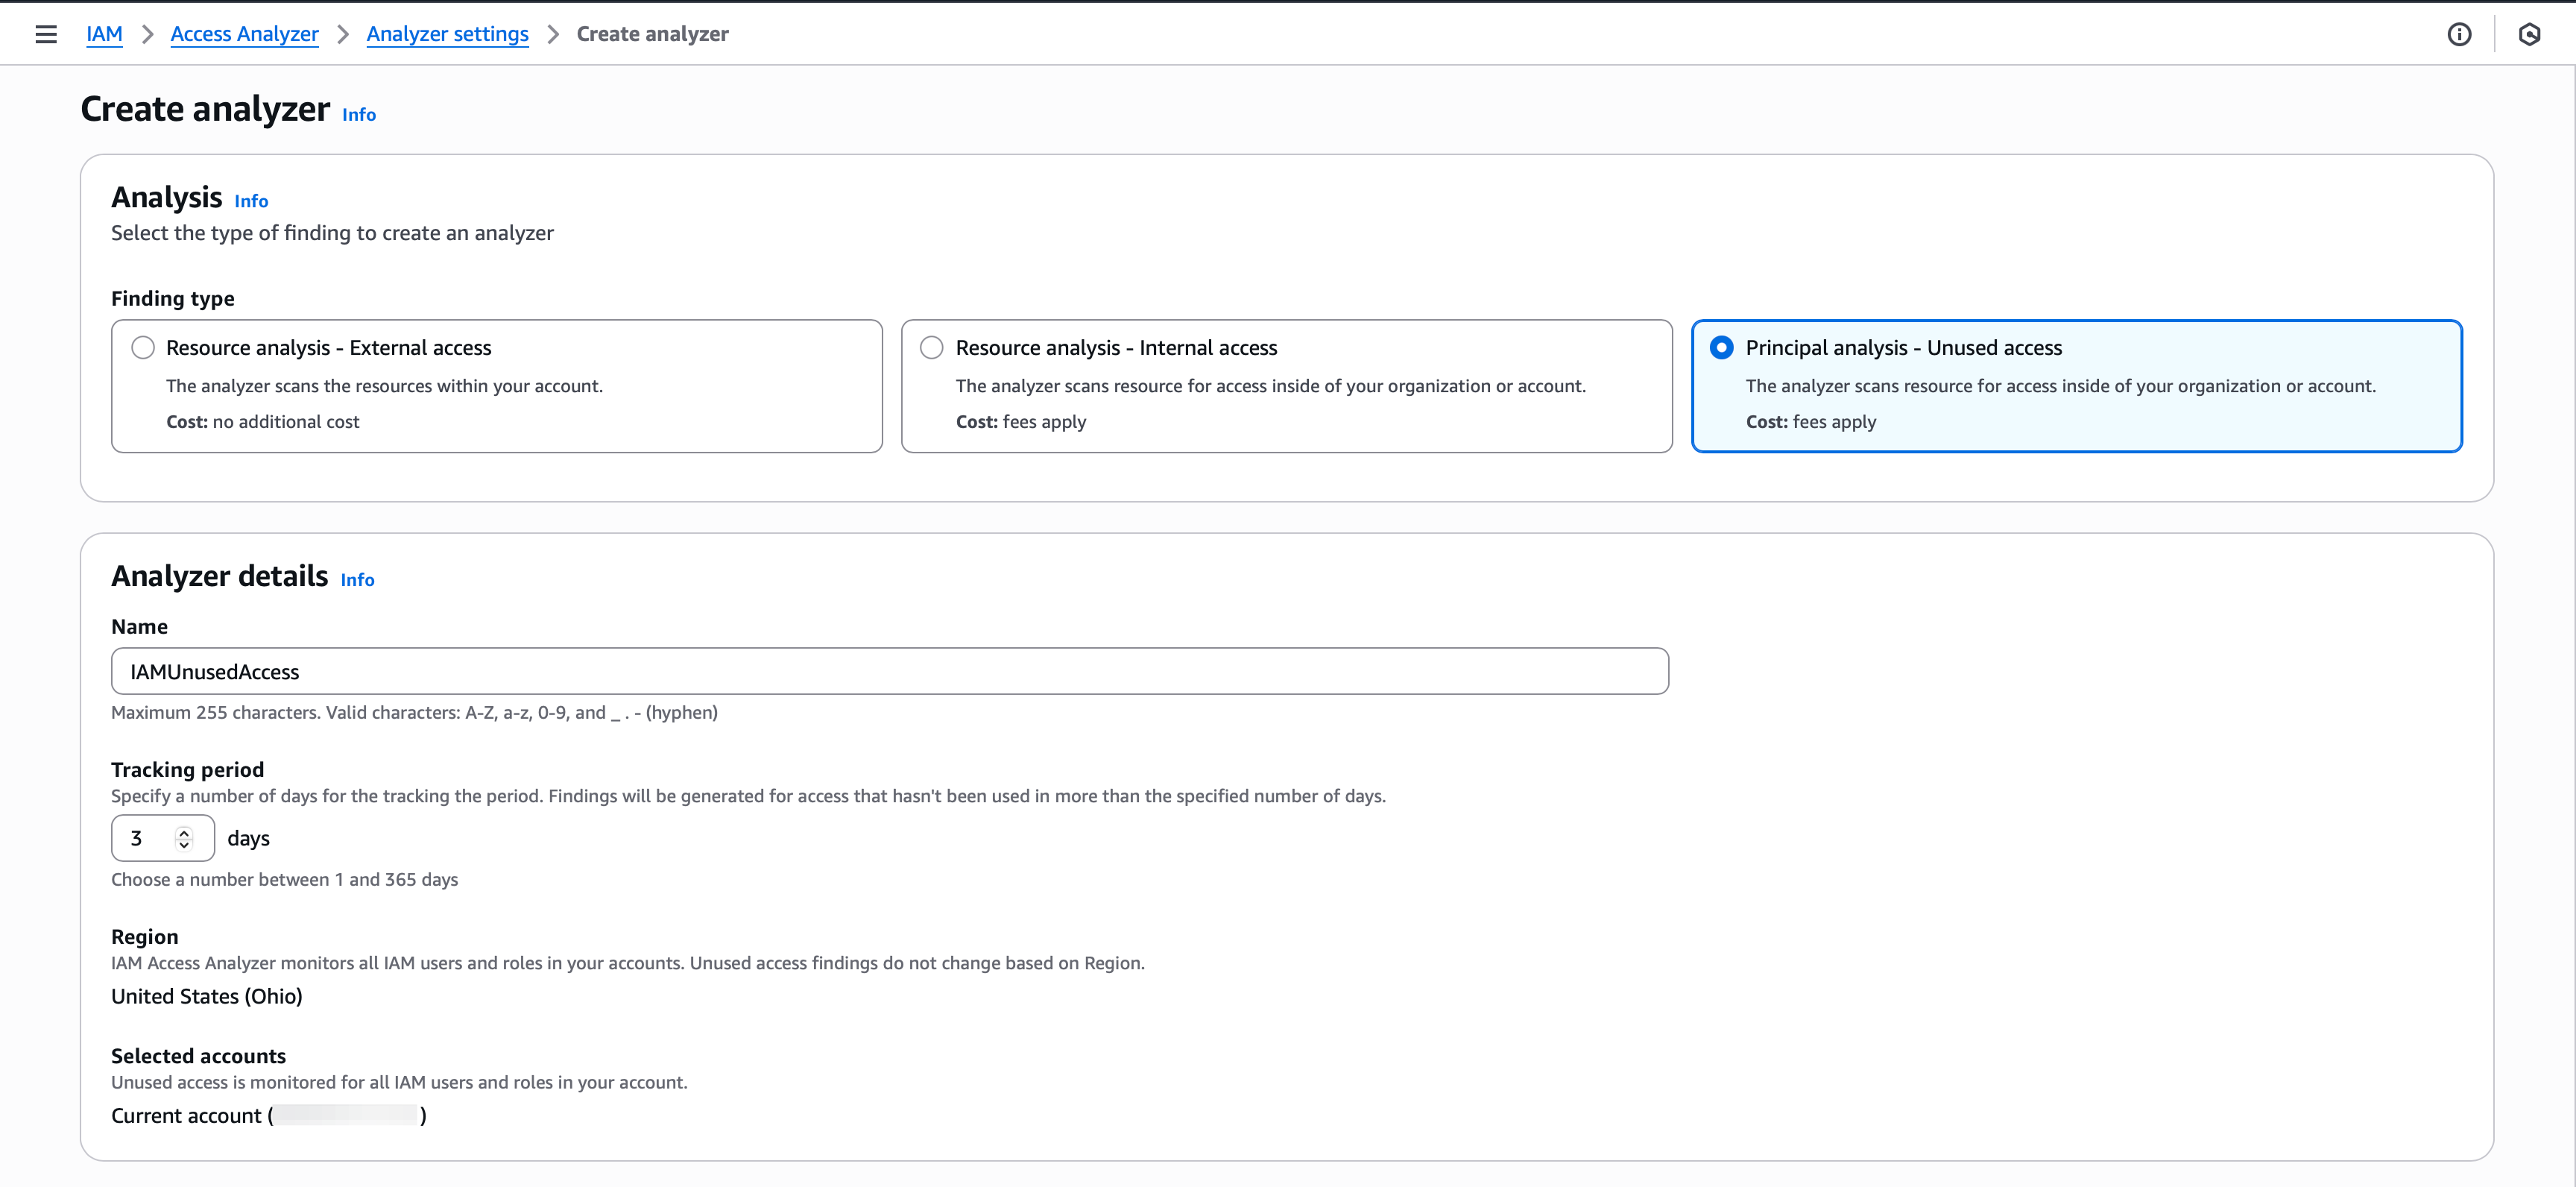 IAM > Access Analyzer > Analyzer settings > Create analyzer
Create analyzer Info
Analysis Info
Select the type of finding to create an analyzer
Finding type
Resource analysis - External access
The analyzer scans the resources within your account.
Cost: no additional cost
Resource analysis - Internal access
The analyzer scans resource for access inside of your organization or account.
Cost: fees apply
Principal analysis - Unused access
The analyzer scans resource for access inside of your organization or account.
Cost: fees apply
Analyzer details Info
Name
IAMUnusedAccess
Maximum 255 characters. Valid characters: A-Z, a-z, 0-9, and _ . - (hyphen)
Tracking period
Specify a number of days for the tracking the period. Findings will be generated for access that hasn't been used in more than the specified number of days.
3 days
Choose a number between 1 and 365 days
Region
IAM Access Analyzer monitors all IAM users and roles in your accounts. Unused access findings do not change based on Region.
United States (Ohio)
Selected accounts
Unused access is monitored for all IAM users and roles in your account.
Current account ( )